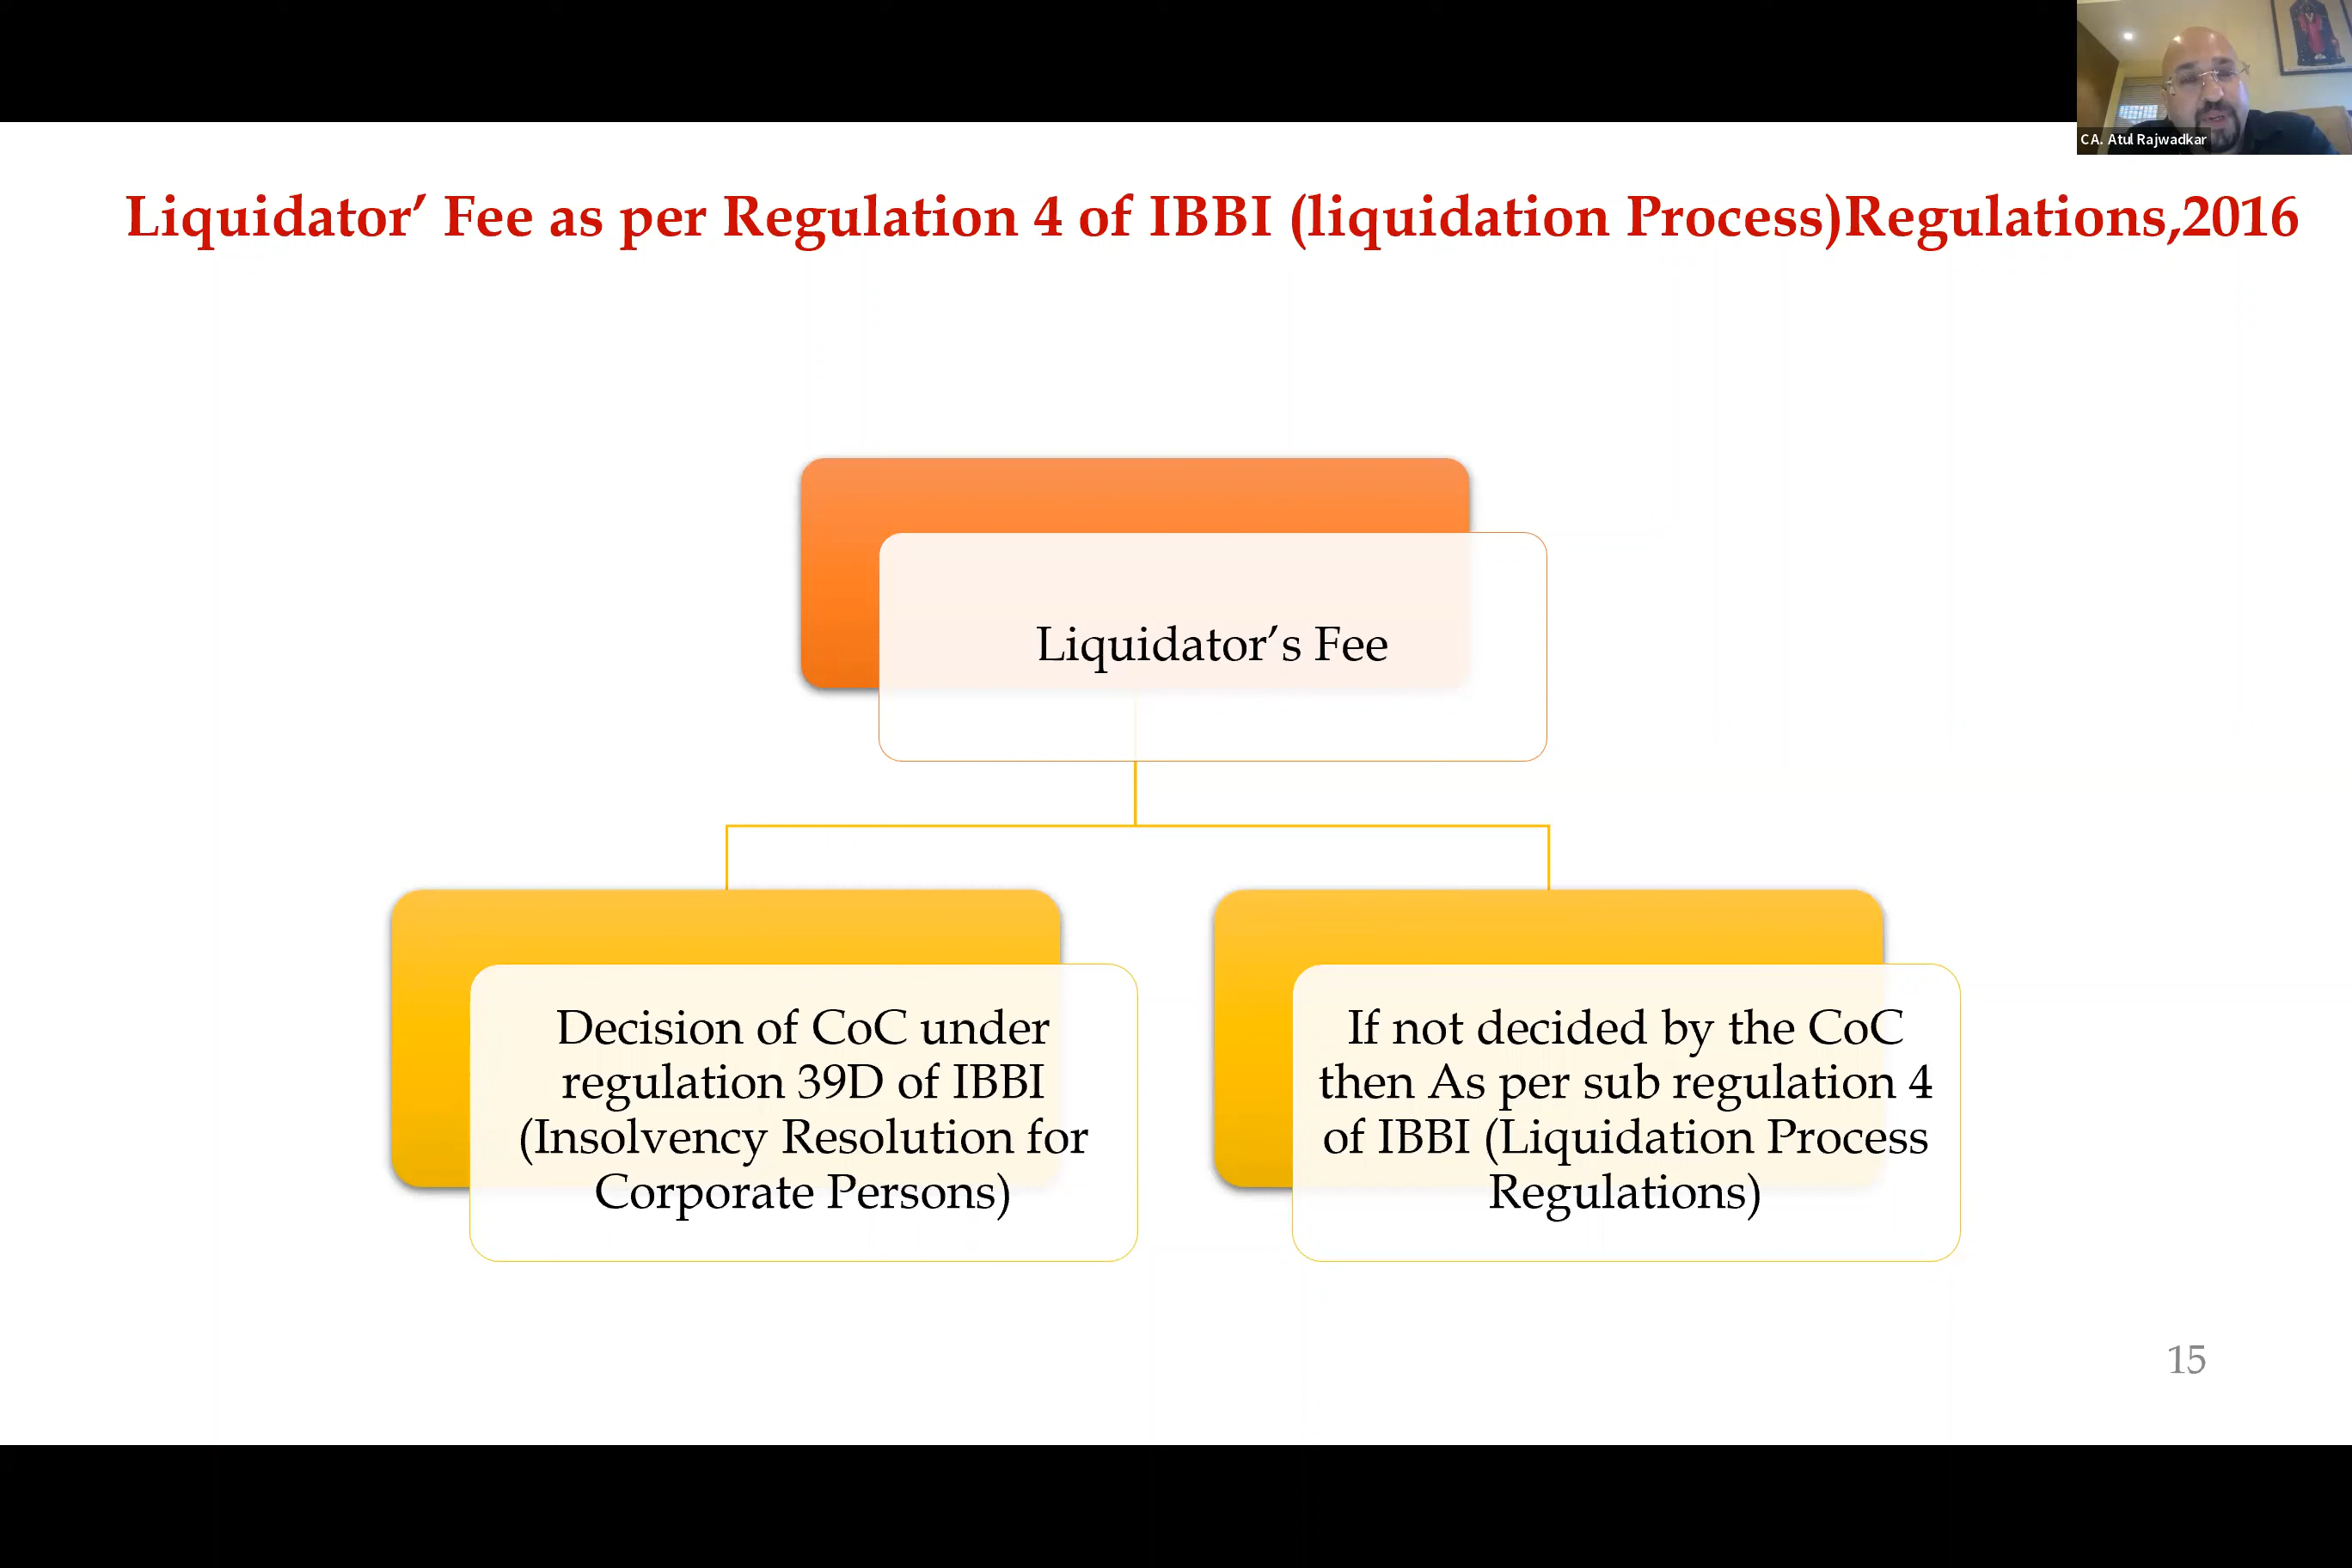 CA. Atul Rajwadkar
Liquidator’ Fee as per Regulation 4 of IBBI (liquidation Process)Regulations,2016
Liquidator’s Fee
Decision of CoC under
regulation 39D of IBBI
(Insolvency Resolution for
Corporate Persons)
If not decided by the CoC
then As per sub regulation 4
of IBBI (Liquidation Process
Regulations)
15